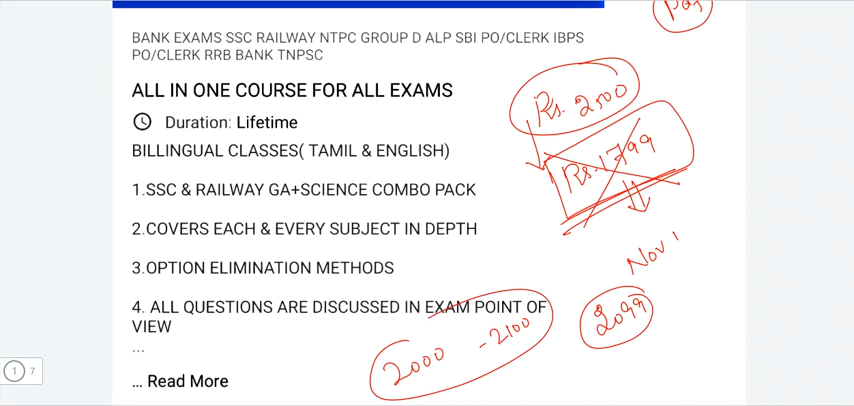 Pay
BANK EXAMS SSC RAILWAY NTPC GROUP D ALP SBI PO/CLERK IBPS
PO/CLERK RRB BANK TNPSC
ALL IN ONE COURSE FOR ALL EXAMS
Rs. 2500
Duration: Lifetime
BILLINGUAL CLASSES( TAMIL & ENGLISH)
Rs. 1799
1.SSC & RAILWAY GA+SCIENCE COMBO PACK
2.COVERS EACH & EVERY SUBJECT IN DEPTH
Nov 1
3.OPTION ELIMINATION METHODS
4. ALL QUESTIONS ARE DISCUSSED IN EXAM POINT OF
VIEW
2099
2000 - 2100
...
1 7
... Read More